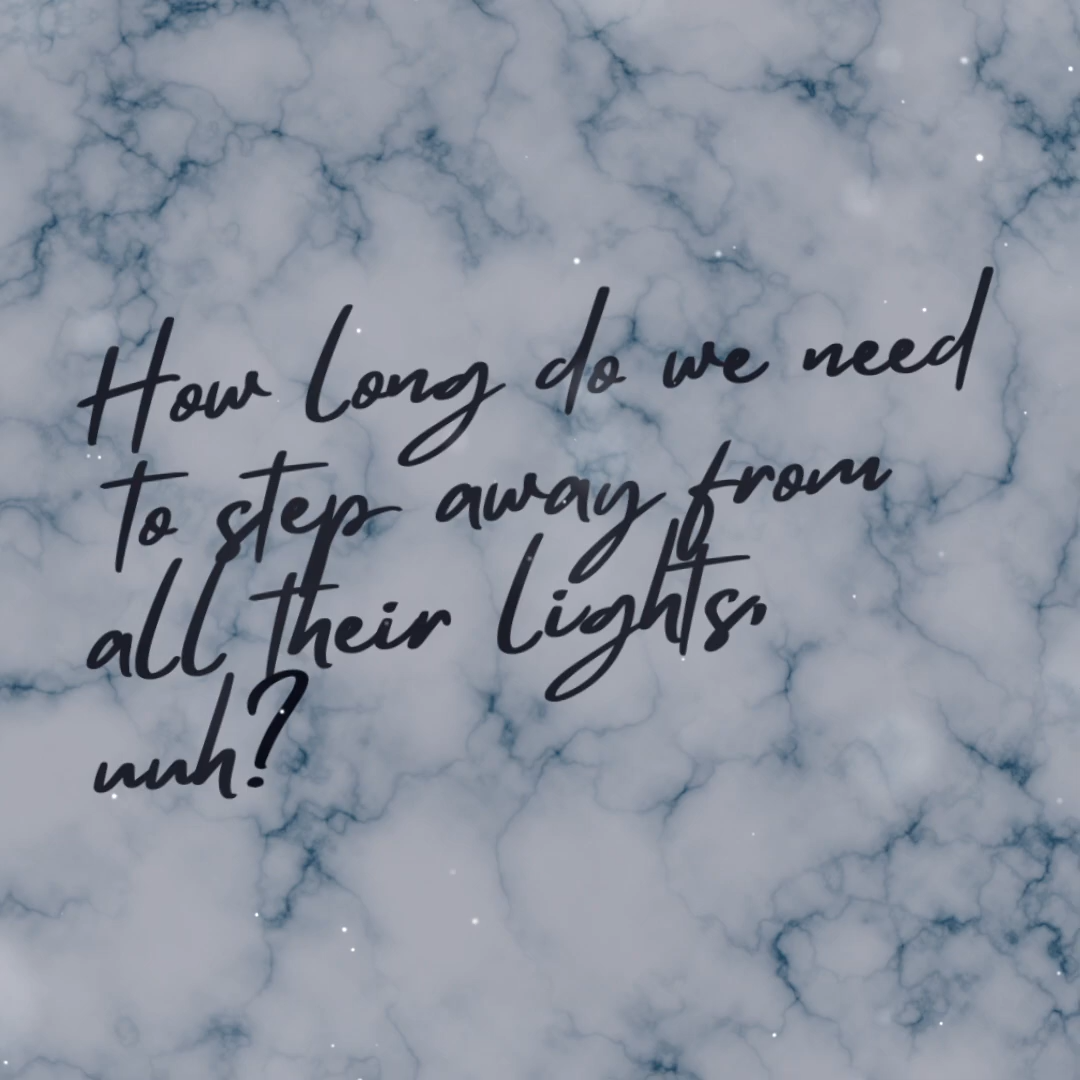 How long do we need
to step away from
all their lights,
uuh?